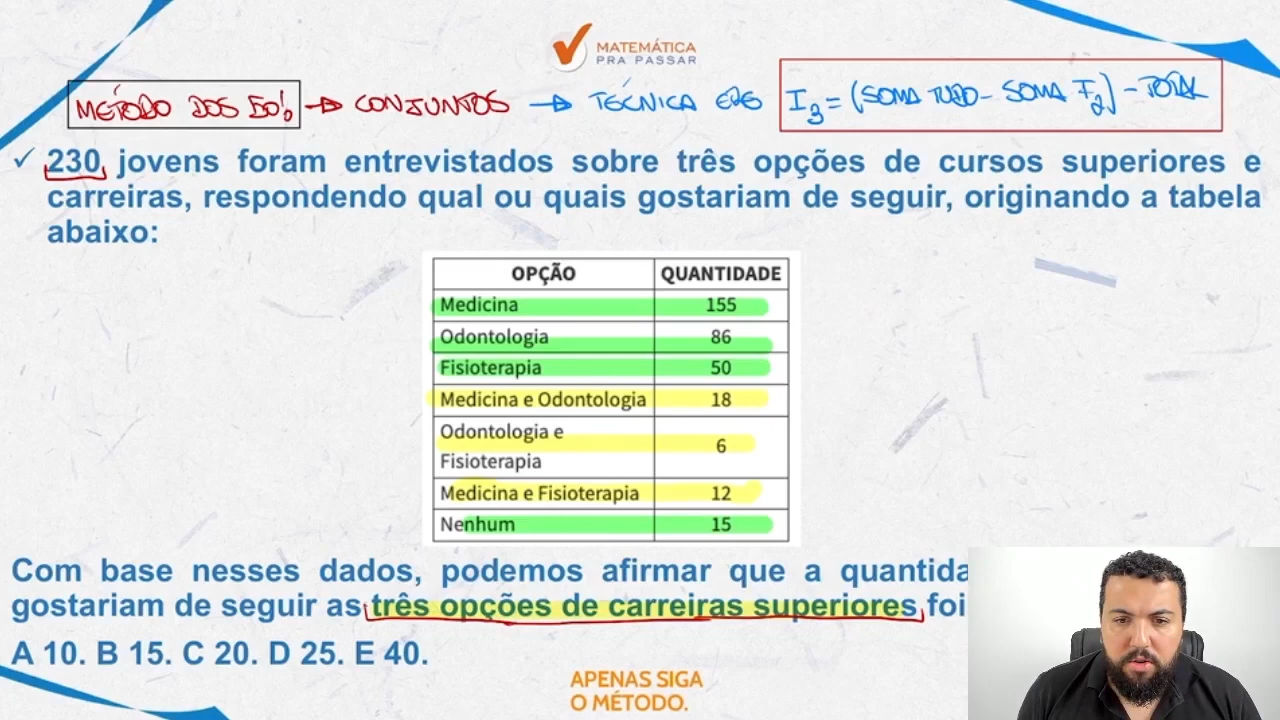 MATEMÁTICA
PRA PASSAR
MÉTODO DOS 50! → CONJUNTOS → TÉCNICA I₃ = (SOMA TUDO - SOMA I₂) - TOTAL
✓ 230 jovens foram entrevistados sobre três opções de cursos superiores e
carreiras, respondendo qual ou quais gostariam de seguir, originando a tabela
abaixo:
OPÇÃO QUANTIDADE
Medicina 155
Odontologia 86
Fisioterapia 50
Medicina e Odontologia 18
Odontologia e
Fisioterapia 6
Medicina e Fisioterapia 12
Nenhum 15
Com base nesses dados, podemos afirmar que a quantida
gostariam de seguir as três opções de carreiras superiores foi
A 10. B 15. C 20. D 25. E 40.
APENAS SIGA
O MÉTODO.